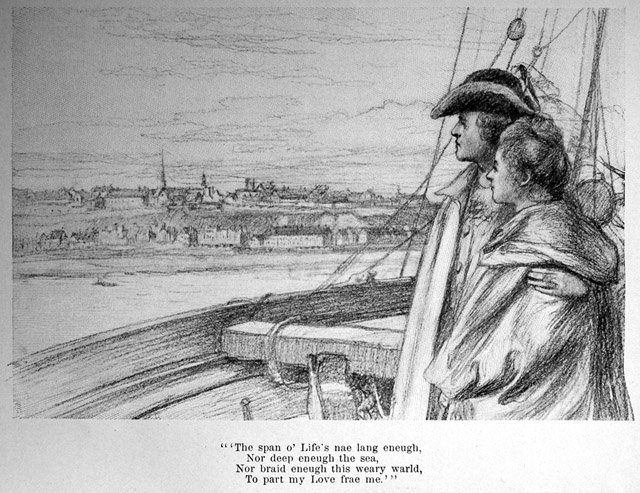 "'The span o' Life's nae lang eneugh,
Nor deep eneugh the sea,
Nor braid eneugh this weary warld,
To part my Love frae me.'"